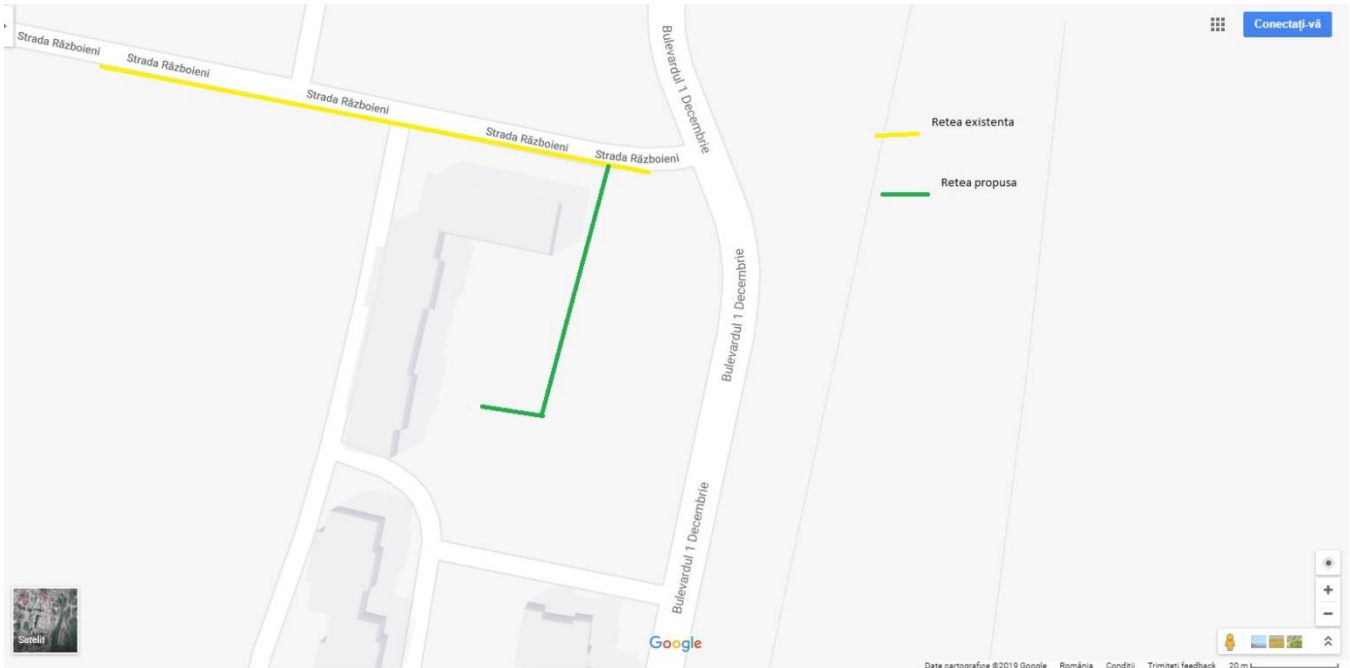 Conectați-vă
Strada Războieni
Strada Războieni
Strada Războieni
Strada Războieni
Strada Războieni
Bulevardul 1 Decembrie
Retea existenta
Retea propusa
Bulevardul 1 Decembrie
Bulevardul 1 Decembrie
Satelit
Google
Date cartografice ©2019 Google România Condiții Trimiteți feedback 20 m